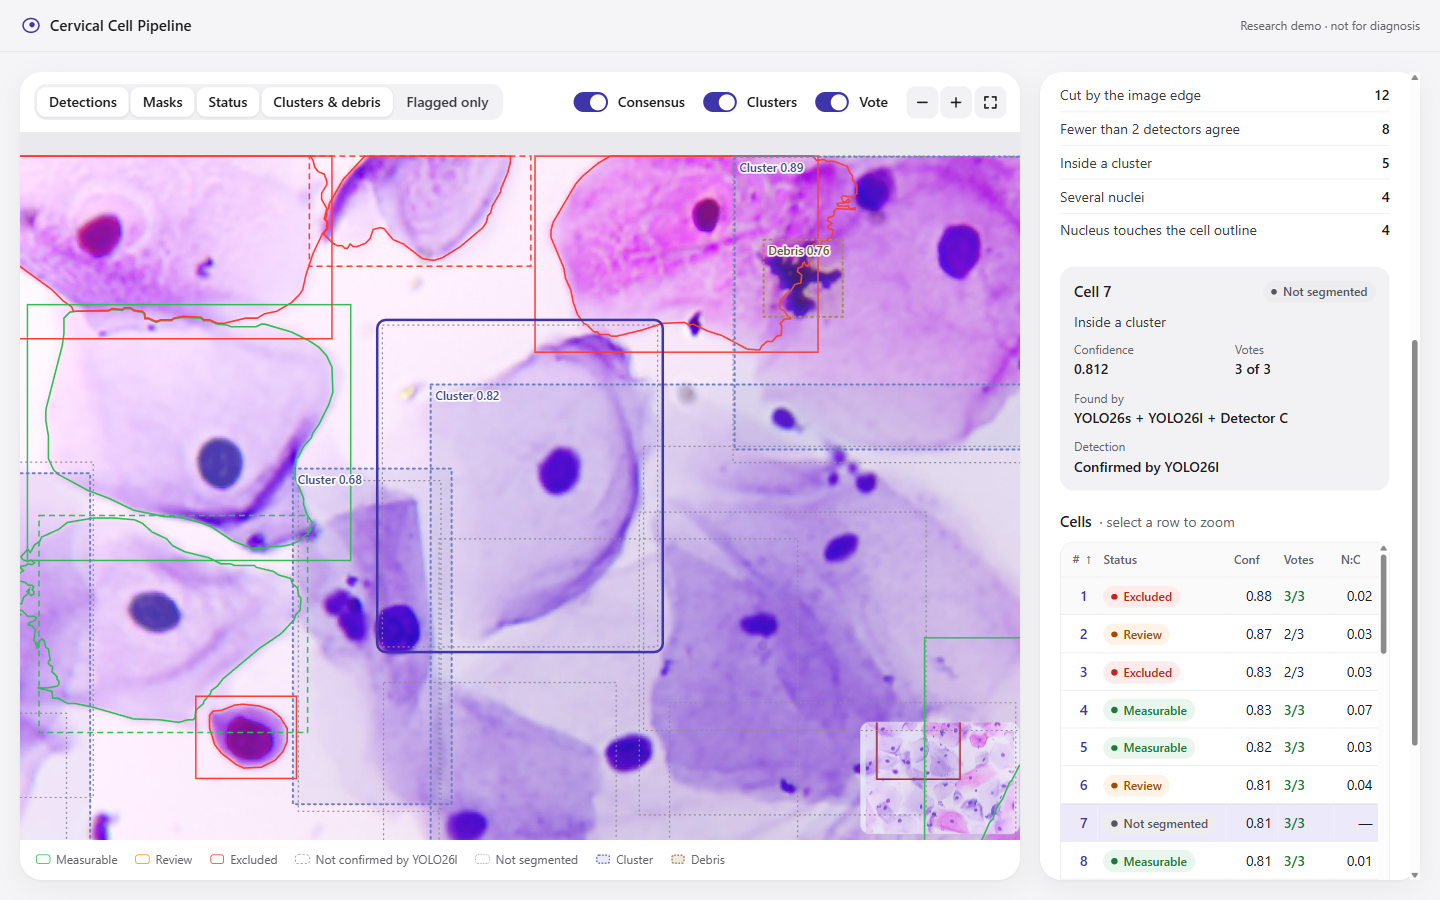 Cervical Cell Pipeline
Research demo · not for diagnosis
Detections Masks Status Clusters & debris Flagged only
Consensus Clusters Vote
Cluster 0.89
Debris 0.76
Cluster 0.82
Cluster 0.68
Measurable Review Excluded Not confirmed by YOLO26l Not segmented Cluster Debris
Cut by the image edge 12
Fewer than 2 detectors agree 8
Inside a cluster 5
Several nuclei 4
Nucleus touches the cell outline 4
Cell 7 Not segmented
Inside a cluster
Confidence Votes
0.812 3 of 3
Found by
YOLO26s + YOLO26l + Detector C
Detection
Confirmed by YOLO26l
Cells · select a row to zoom
# ↑ Status Conf Votes N:C
1 Excluded 0.88 3/3 0.02
2 Review 0.87 2/3 0.03
3 Excluded 0.83 2/3 0.03
4 Measurable 0.83 3/3 0.07
5 Measurable 0.82 3/3 0.03
6 Review 0.81 3/3 0.04
7 Not segmented 0.81 3/3 —
8 Measurable 0.81 3/3 0.01